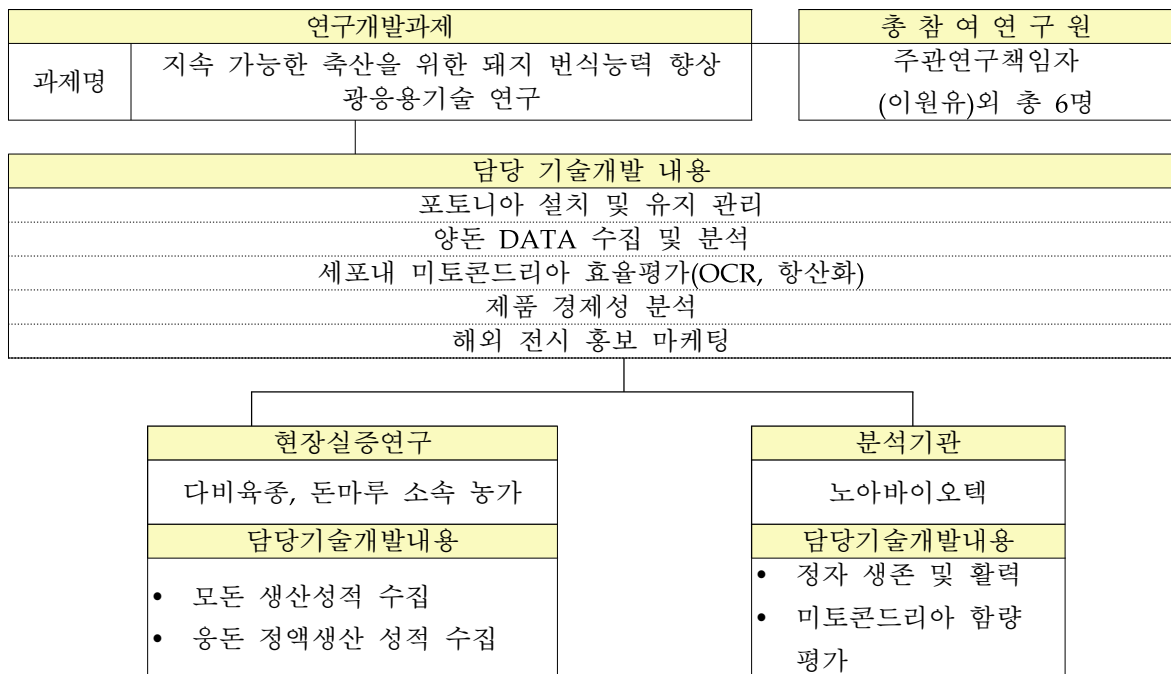 연구개발과제
총 참 여 연 구 원
과제명
지속 가능한 축산을 위한 돼지 번식능력 향상
광응용기술 연구
주관연구책임자
(이원유)외 총 6명
담당 기술개발 내용
포토니아 설치 및 유지 관리
양돈 DATA 수집 및 분석
세포내 미토콘드리아 효율평가(OCR, 항산화)
제품 경제성 분석
해외 전시 홍보 마케팅
현장실증연구
다비육종, 돈마루 소속 농가
담당기술개발내용
• 모돈 생산성적 수집
• 웅돈 정액생산 성적 수집
분석기관
노아바이오텍
담당기술개발내용
• 정자 생존 및 활력
• 미토콘드리아 함량
평가